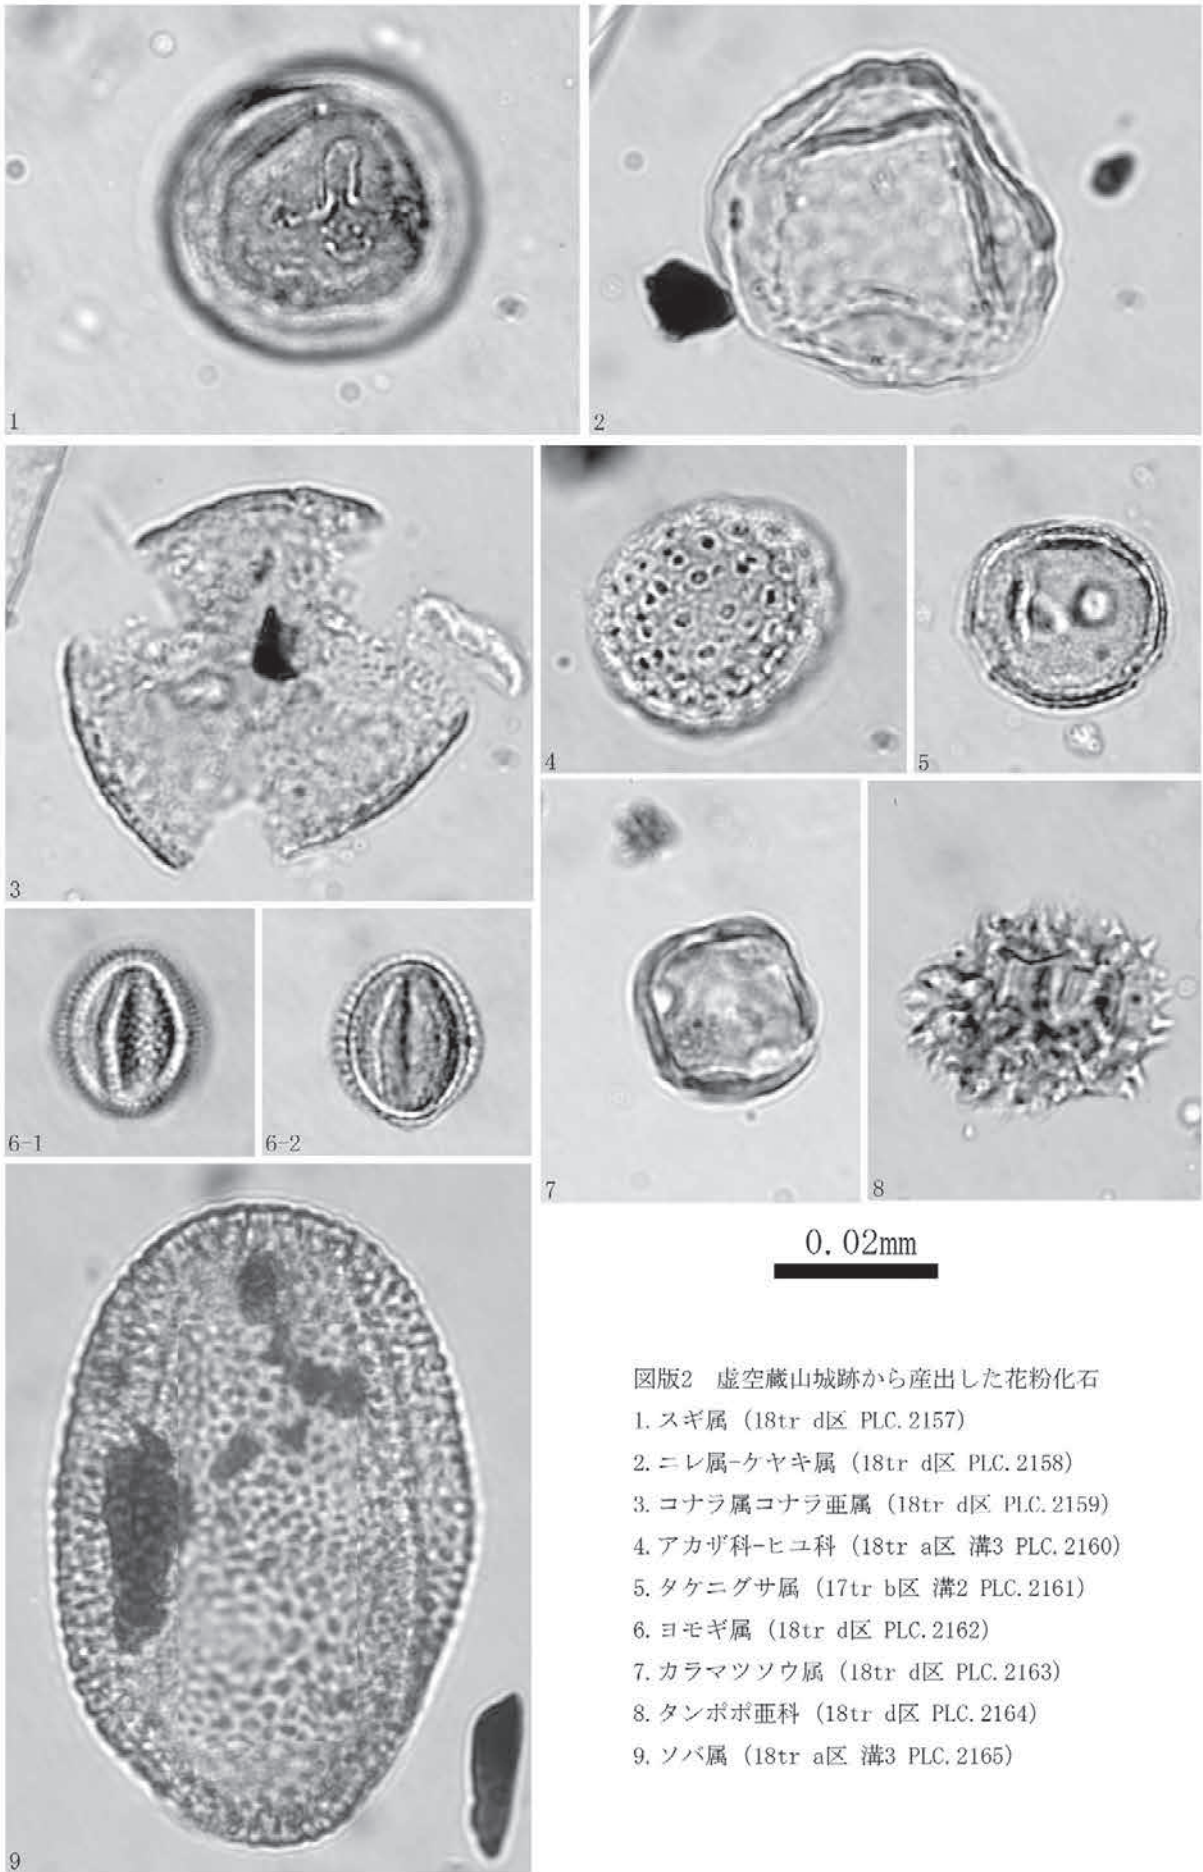 1
2
3
4
5
6-1
6-2
7
8
9
0.02mm
図版2　虚空蔵山城跡から産出した花粉化石
1. スギ属（18tr d区 PLC.2157）
2. ニレ属-ケヤキ属（18tr d区 PLC.2158）
3. コナラ属コナラ亜属（18tr d区 PLC.2159）
4. アカザ科-ヒユ科（18tr a区 溝3 PLC.2160）
5. タケニグサ属（17tr b区 溝2 PLC.2161）
6. ヨモギ属（18tr d区 PLC.2162）
7. カラマツソウ属（18tr d区 PLC.2163）
8. タンポポ亜科（18tr d区 PLC.2164）
9. ソバ属（18tr a区 溝3 PLC.2165）